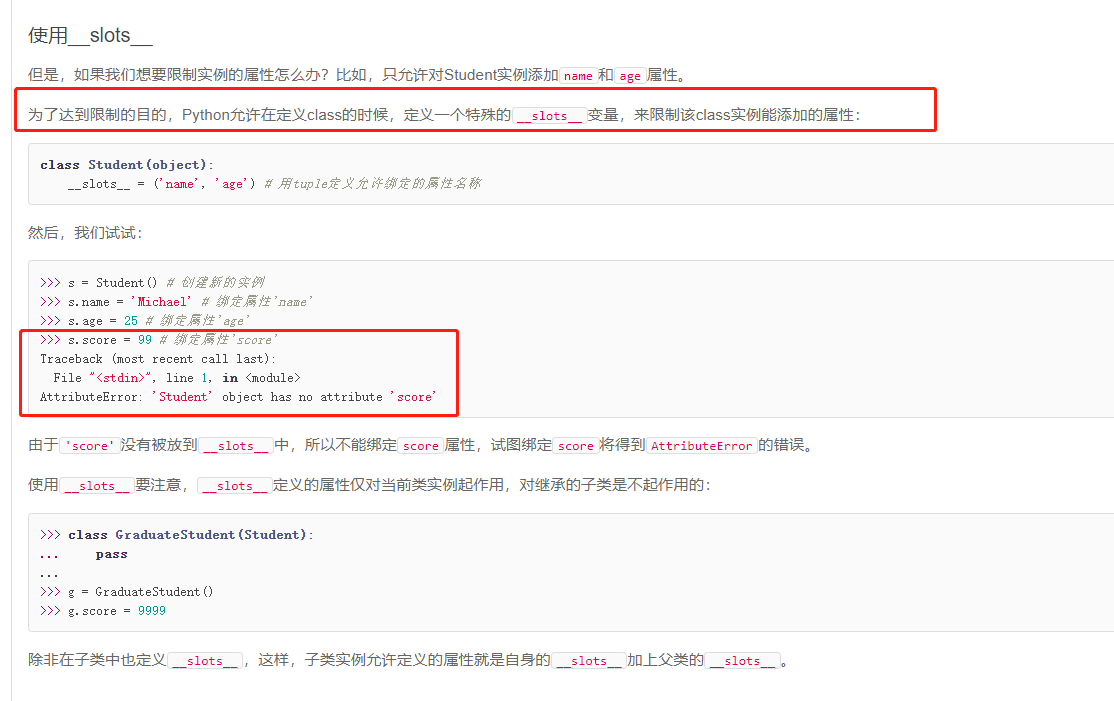 使用__slots__
但是，如果我们想要限制实例的属性怎么办？比如，只允许对Student实例添加name和age属性。
为了达到限制的目的，Python允许在定义class的时候，定义一个特殊的__slots__变量，来限制该class实例能添加的属性：
class Student(object):
    __slots__ = ('name', 'age') # 用tuple定义允许绑定的属性名称
然后，我们试试：
>>> s = Student() # 创建新的实例
>>> s.name = 'Michael' # 绑定属性'name'
>>> s.age = 25 # 绑定属性'age'
>>> s.score = 99 # 绑定属性'score'
Traceback (most recent call last):
  File "<stdin>", line 1, in <module>
AttributeError: 'Student' object has no attribute 'score'
由于'score'没有被放到__slots__中，所以不能绑定score属性，试图绑定score将得到AttributeError的错误。
使用__slots__要注意，__slots__定义的属性仅对当前类实例起作用，对继承的子类是不起作用的：
>>> class GraduateStudent(Student):
...     pass
...
>>> g = GraduateStudent()
>>> g.score = 9999
除非在子类中也定义__slots__，这样，子类实例允许定义的属性就是自身的__slots__加上父类的__slots__。